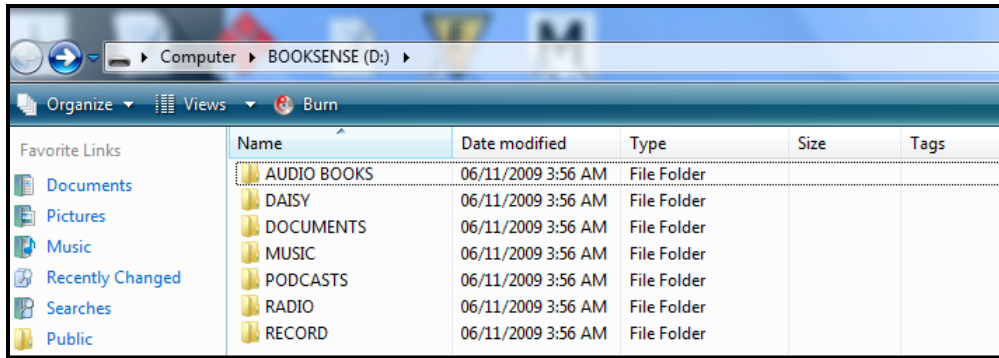 Computer BOOKSENSE (D:)
Organize Views Burn
Favorite Links
Documents
Pictures
Music
Recently Changed
Searches
Public
Name Date modified Type Size Tags
AUDIO BOOKS 06/11/2009 3:56 AM File Folder
DAISY 06/11/2009 3:56 AM File Folder
DOCUMENTS 06/11/2009 3:56 AM File Folder
MUSIC 06/11/2009 3:56 AM File Folder
PODCASTS 06/11/2009 3:56 AM File Folder
RADIO 06/11/2009 3:56 AM File Folder
RECORD 06/11/2009 3:56 AM File Folder